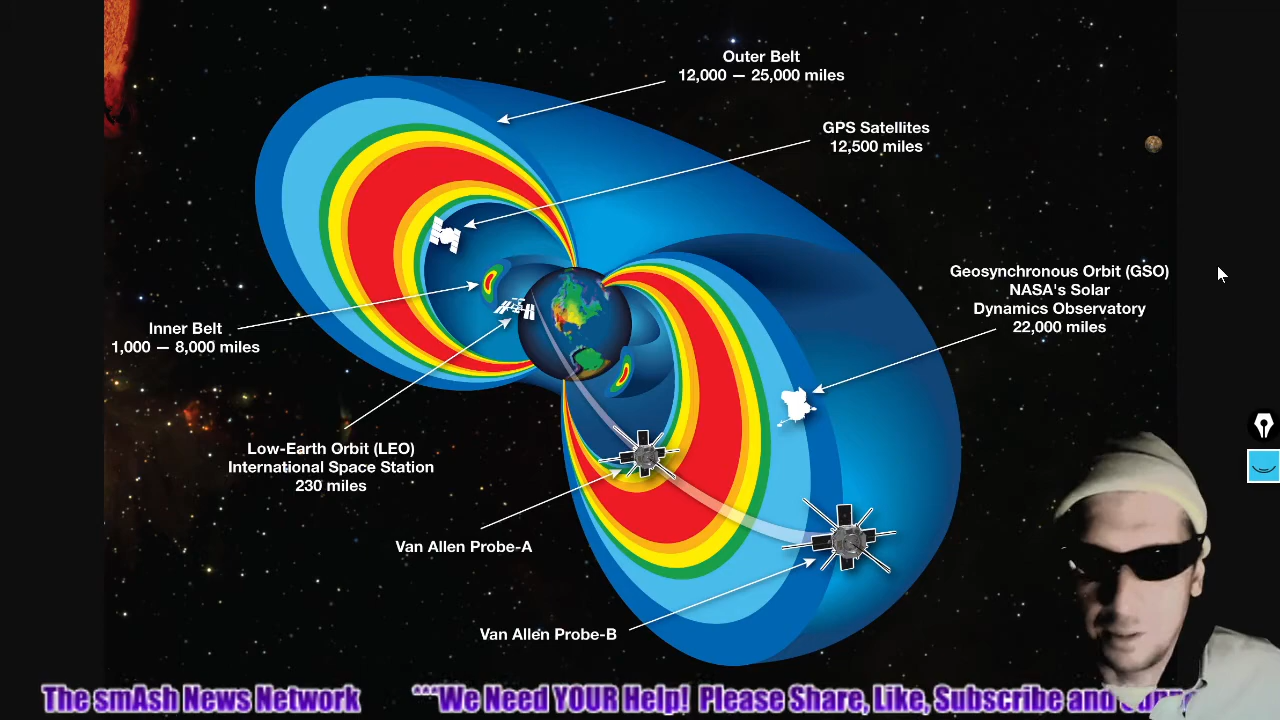 Outer Belt
12,000 — 25,000 miles
GPS Satellites
12,500 miles
Geosynchronous Orbit (GSO)
NASA's Solar
Dynamics Observatory
22,000 miles
Inner Belt
1,000 — 8,000 miles
Low-Earth Orbit (LEO)
International Space Station
230 miles
Van Allen Probe-A
Van Allen Probe-B
The smAsh News Network ***We Need YOUR Help! Please Share, Like, Subscribe and